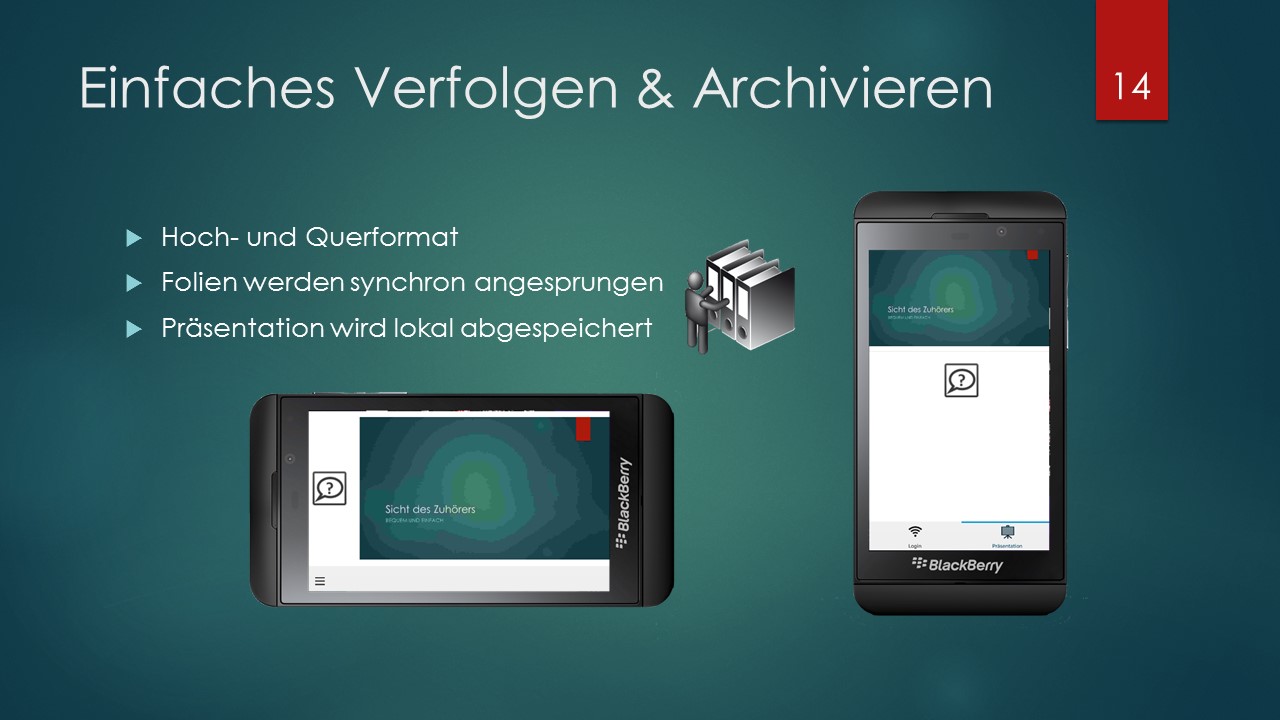 Einfaches Verfolgen & Archivieren
14
Hoch- und Querformat
Folien werden synchron angesprungen
Präsentation wird lokal abgespeichert
Sicht des Zuhörers
BEQUEM UND EINFACH
?
Login
Präsentation
BlackBerry
?
Sicht des Zuhörers
BEQUEM UND EINFACH
BlackBerry